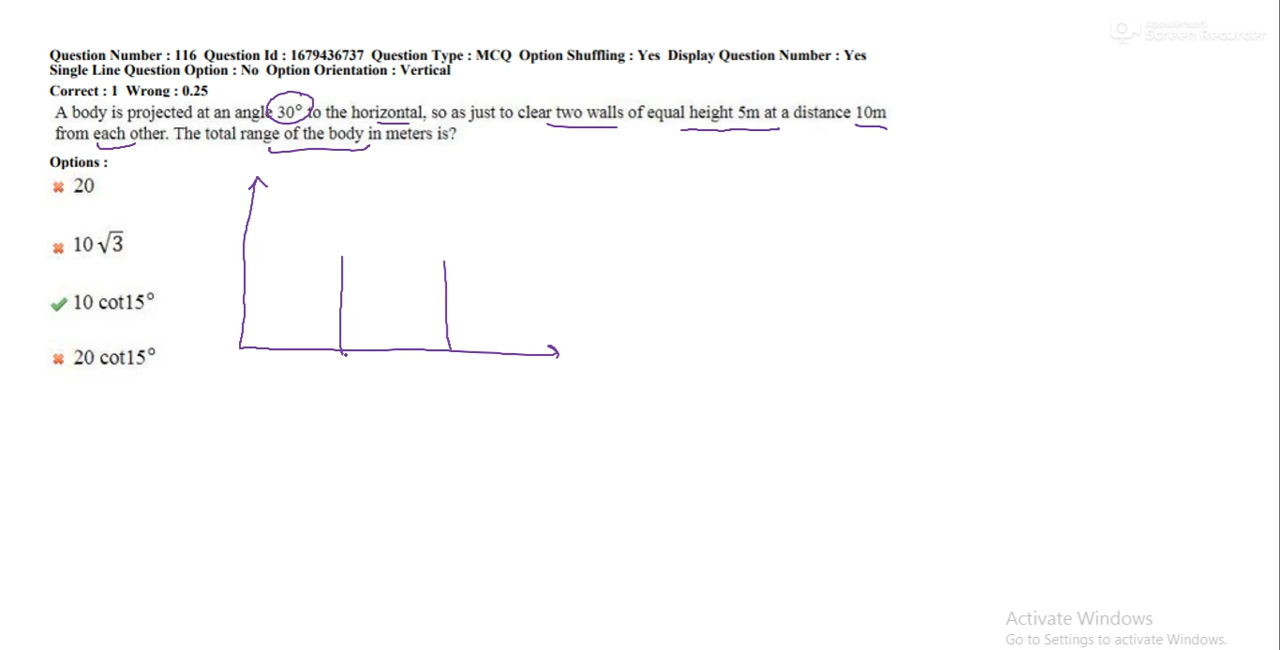 Apowersoft
Screen Recorder
Question Number : 116 Question Id : 1679436737 Question Type : MCQ Option Shuffling : Yes Display Question Number : Yes
Single Line Question Option : No Option Orientation : Vertical
Correct : 1 Wrong : 0.25
A body is projected at an angle 30° to the horizontal, so as just to clear two walls of equal height 5m at a distance 10m
from each other. The total range of the body in meters is?
Options :
20
10√3
10 cot15°
20 cot15°
Activate Windows
Go to Settings to activate Windows.